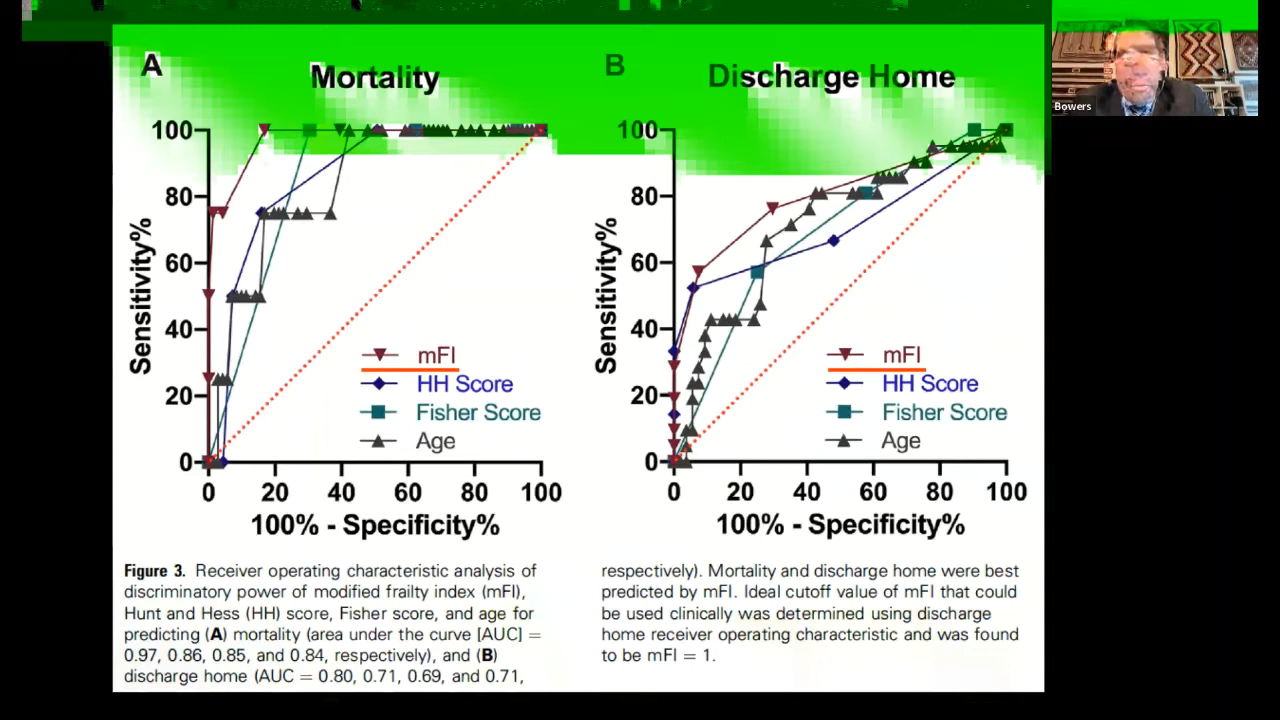 A
Mortality
100
80
60
40
20
0
Sensitivity%
mFI
HH Score
Fisher Score
Age
0 20 40 60 80 100
100% - Specificity%
B
Discharge Home
100
80
60
40
20
0
Sensitivity%
mFI
HH Score
Fisher Score
Age
0 20 40 60 80 100
100% - Specificity%
Figure 3. Receiver operating characteristic analysis of
discriminatory power of modified frailty index (mFI),
Hunt and Hess (HH) score, Fisher score, and age for
predicting (A) mortality (area under the curve [AUC] =
0.97, 0.86, 0.85, and 0.84, respectively), and (B)
discharge home (AUC = 0.80, 0.71, 0.69, and 0.71,
respectively). Mortality and discharge home were best
predicted by mFI. Ideal cutoff value of mFI that could
be used clinically was determined using discharge
home receiver operating characteristic and was found
to be mFI = 1.
Bowers